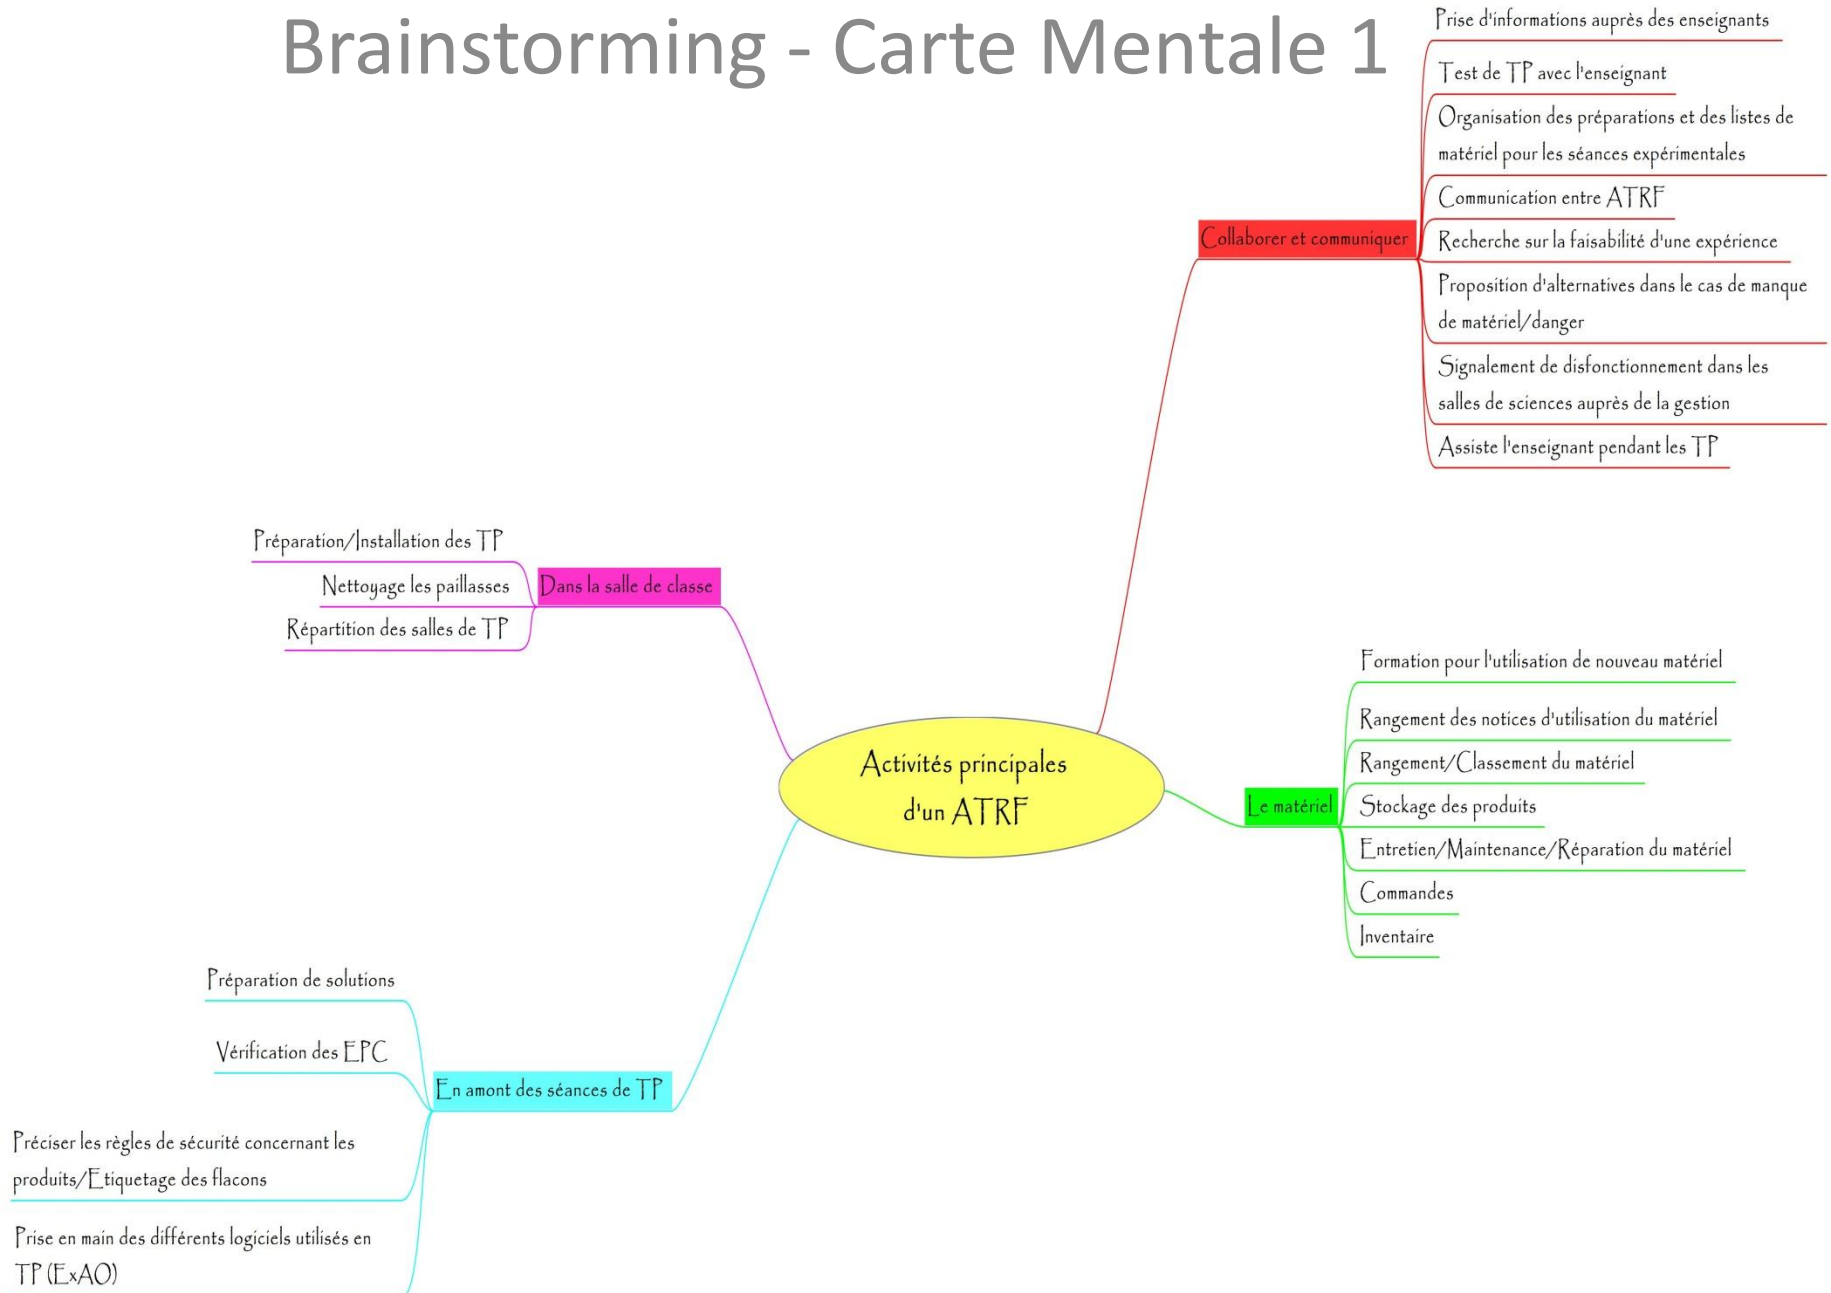 Brainstorming - Carte Mentale 1
Prise d'informations auprès des enseignants
Test de TP avec l'enseignant
Organisation des préparations et des listes de
matériel pour les séances expérimentales
Communication entre ATRF
Collaborer et communiquer
Recherche sur la faisabilité d'une expérience
Proposition d'alternatives dans le cas de manque
de matériel/danger
Signalement de disfonctionnement dans les
salles de sciences auprès de la gestion
Assiste l'enseignant pendant les TP
Préparation/Installation des TP
Nettoyage les paillasses
Dans la salle de classe
Répartition des salles de TP
Formation pour l'utilisation de nouveau matériel
Rangement des notices d'utilisation du matériel
Rangement/Classement du matériel
Le matériel
Stockage des produits
Entretien/Maintenance/Réparation du matériel
Commandes
Inventaire
Activités principales
d'un ATRF
Préparation de solutions
Vérification des EPC
En amont des séances de TP
Préciser les règles de sécurité concernant les
produits/Etiquetage des flacons
Prise en main des différents logiciels utilisés en
TP (ExAO)